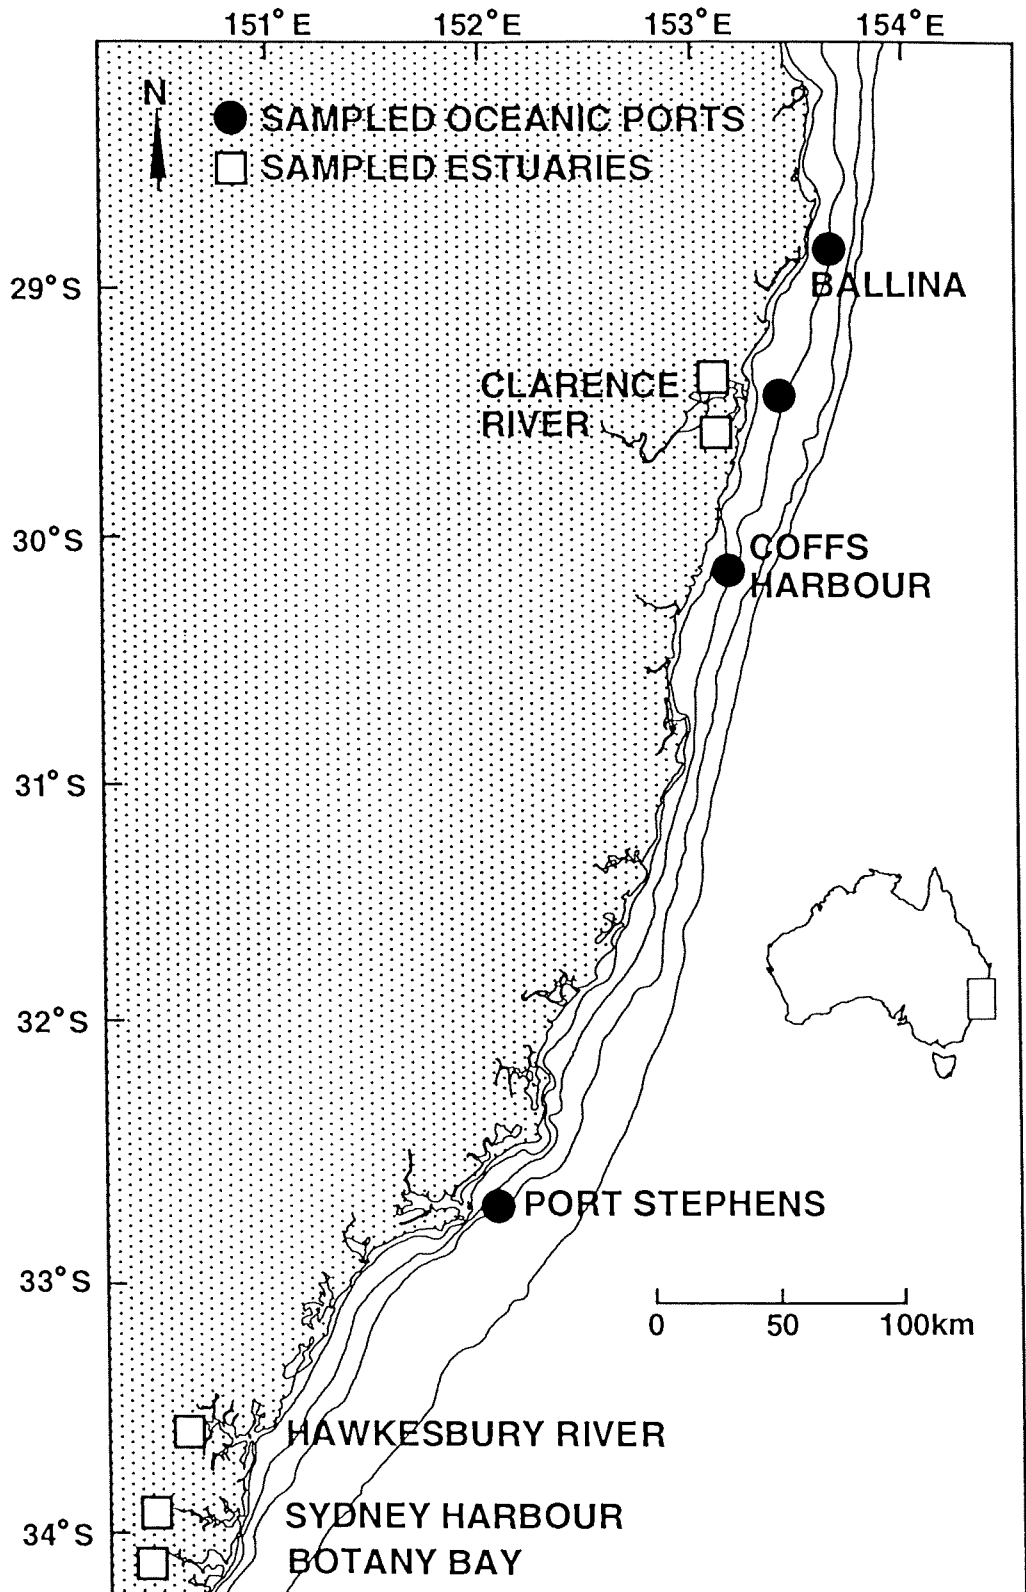 151°E 152°E 153°E 154°E
N
SAMPLED OCEANIC PORTS
SAMPLED ESTUARIES
BALLINA
29°S
CLARENCE
RIVER
30°S
COFFS
HARBOUR
31°S
32°S
PORT STEPHENS
33°S
0 50 100km
HAWKESBURY RIVER
SYDNEY HARBOUR
34°S
BOTANY BAY